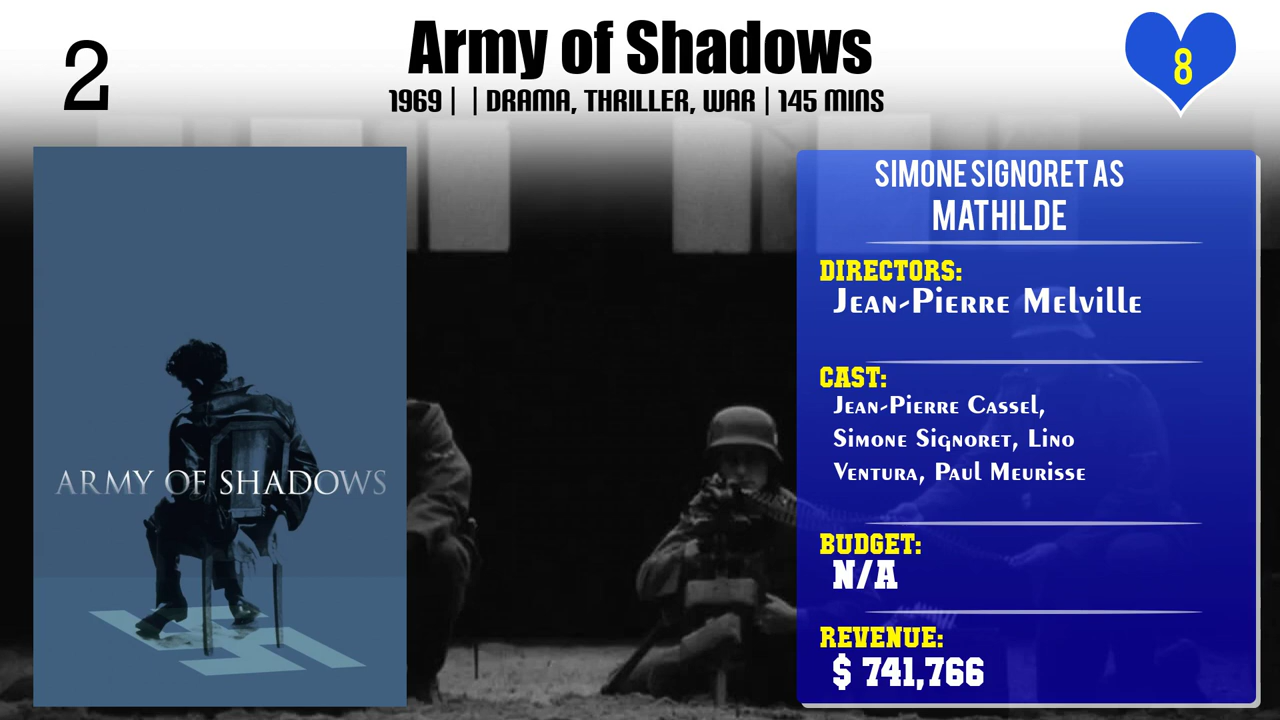 2
Army of Shadows
1969 | | DRAMA, THRILLER, WAR | 145 MINS
8
ARMY OF SHADOWS
SIMONE SIGNORET AS
MATHILDE
DIRECTORS:
Jean-Pierre Melville
CAST:
Jean-Pierre Cassel,
Simone Signoret, Lino
Ventura, Paul Meurisse
BUDGET:
N/A
REVENUE:
$ 741,766